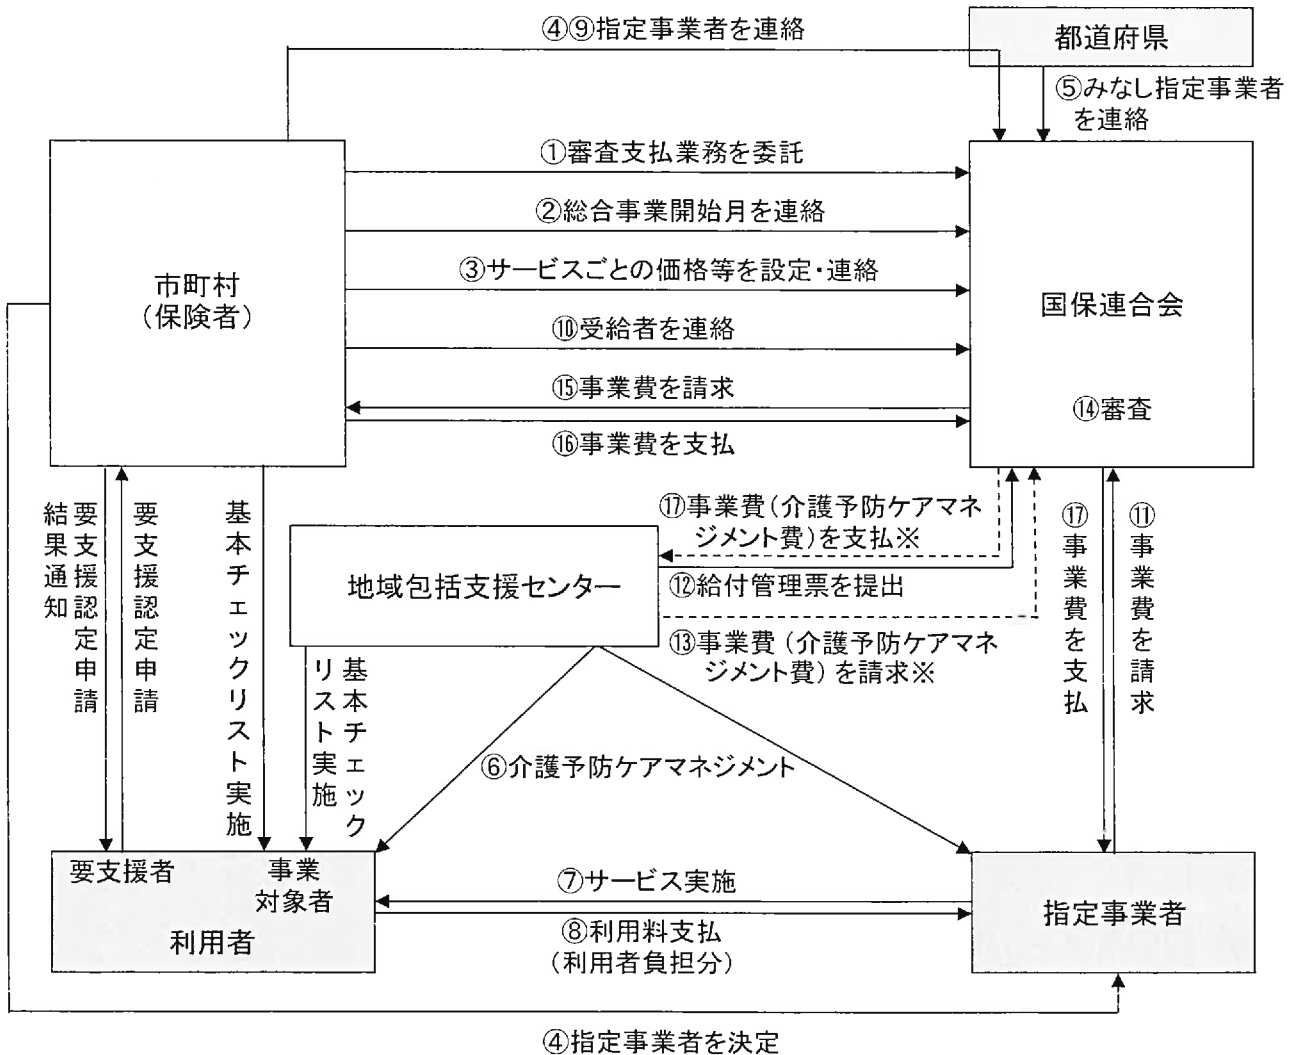 ④⑨指定事業者を連絡
都道府県
⑤みなし指定事業者
を連絡
①審査支払業務を委託
②総合事業開始月を連絡
③サービスごとの価格等を設定・連絡
市町村
（保険者）
国保連合会
⑩受給者を連絡
⑮事業費を請求
⑭審査
⑯事業費を支払
要支援認定申請
結果通知
要支援認定申請
基本チェックリスト実施
⑰事業費（介護予防ケアマネ
ジメント費）を支払※
地域包括支援センター
⑫給付管理票を提出
⑬事業費（介護予防ケアマネ
ジメント費）を請求※
⑰事業費を支払
⑪事業費を請求
基本チェック
リスト実施
⑥介護予防ケアマネジメント
要支援者
事業
対象者
利用者
⑦サービス実施
⑧利用料支払
（利用者負担分）
指定事業者
④指定事業者を決定